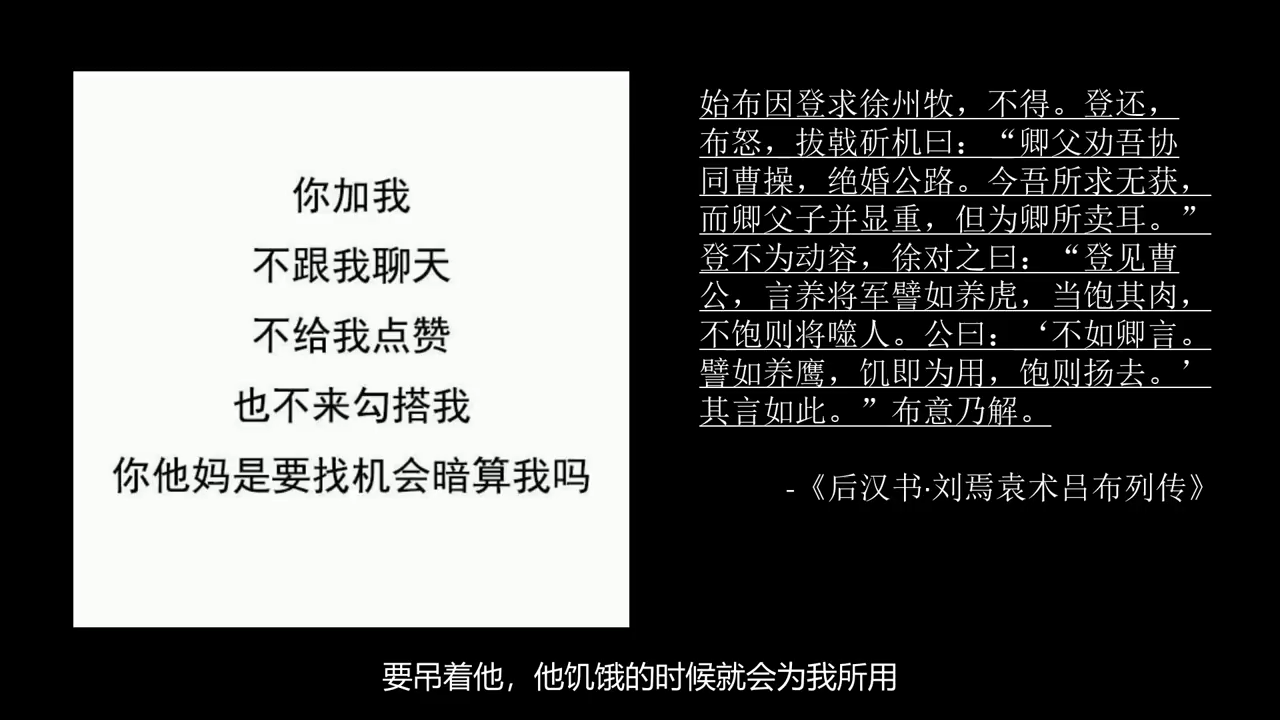 你加我
不跟我聊天
不给我点赞
也不来勾搭我
你他妈是要找机会暗算我吗
始布因登求徐州牧，不得。登还，
布怒，拔戟斫机曰：“卿父劝吾协
同曹操，绝婚公路。今吾所求无获，
而卿父子并显重，但为卿所卖耳。”
登不为动容，徐对之曰：“登见曹
公，言养将军譬如养虎，当饱其肉，
不饱则将噬人。公曰：‘不如卿言。
譬如养鹰，饥即为用，饱则扬去。’
其言如此。”布意乃解。
-《后汉书·刘焉袁术吕布列传》
要吊着他，他饥饿的时候就会为我所用